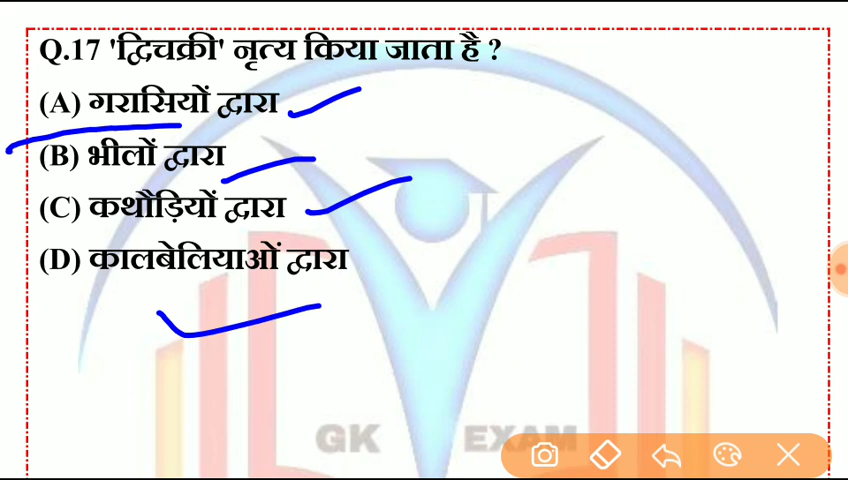 Q.17 'द्विचक्री' नृत्य किया जाता है ?
(A) गरासियों द्वारा
(B) भीलों द्वारा
(C) कथौड़ियों द्वारा
(D) कालबेलियाओं द्वारा
GK EXAM